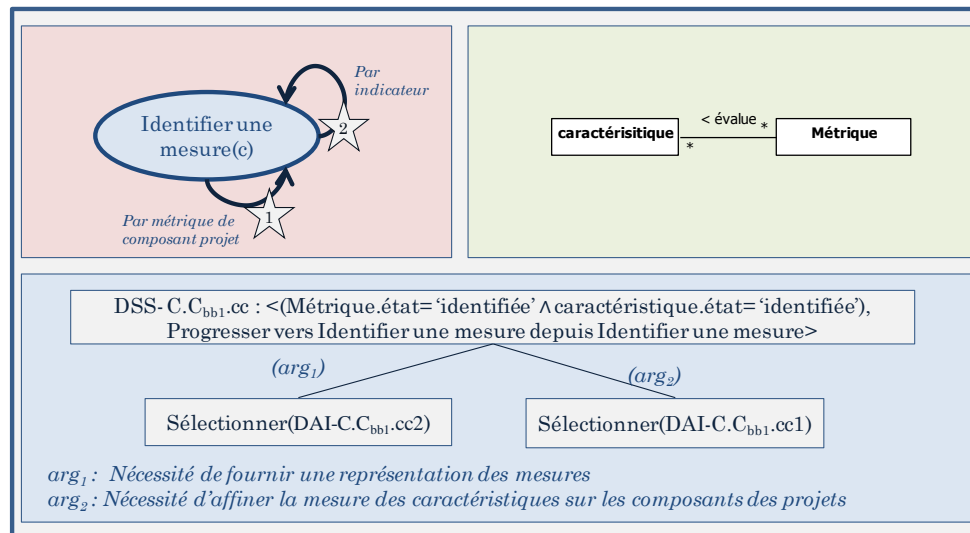 Par
indicateur
2
Identifier une
mesure(c)
1
Par métrique de
composant projet
caractérisitique
< évalue
*
*
Métrique
DSS-C.Cbb1.cc : <(Métrique.état= ‘identifiée’ ∧ caractéristique.état= ‘identifiée’),
Progresser vers Identifier une mesure depuis Identifier une mesure>
(arg1)
(arg2)
Sélectionner(DAI-C.Cbb1.cc2)
Sélectionner(DAI-C.Cbb1.cc1)
arg1 : Nécessité de fournir une représentation des mesures
arg2 : Nécessité d’affiner la mesure des caractéristiques sur les composants des projets